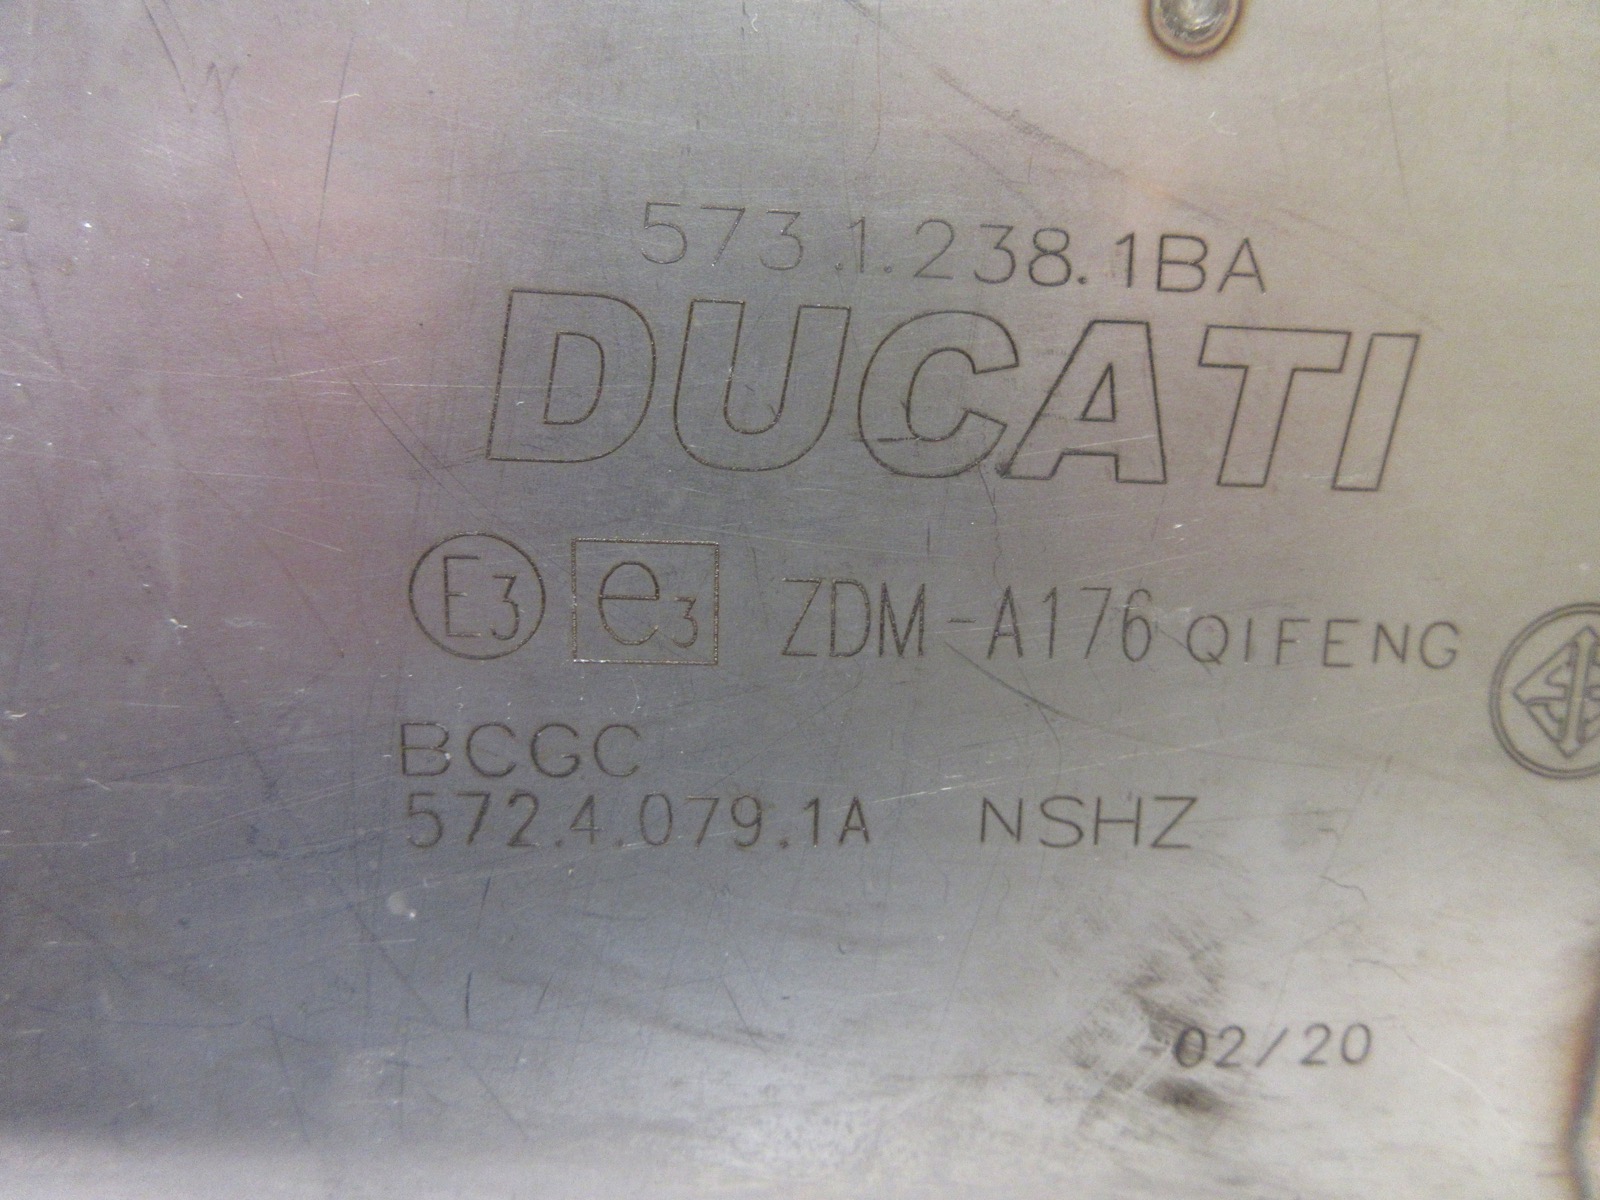 573.1.238.1BA
DUCATI
E3 e3 ZDM-A176 QIFENG
BCGC
572.4.079.1A NSHZ
02/20